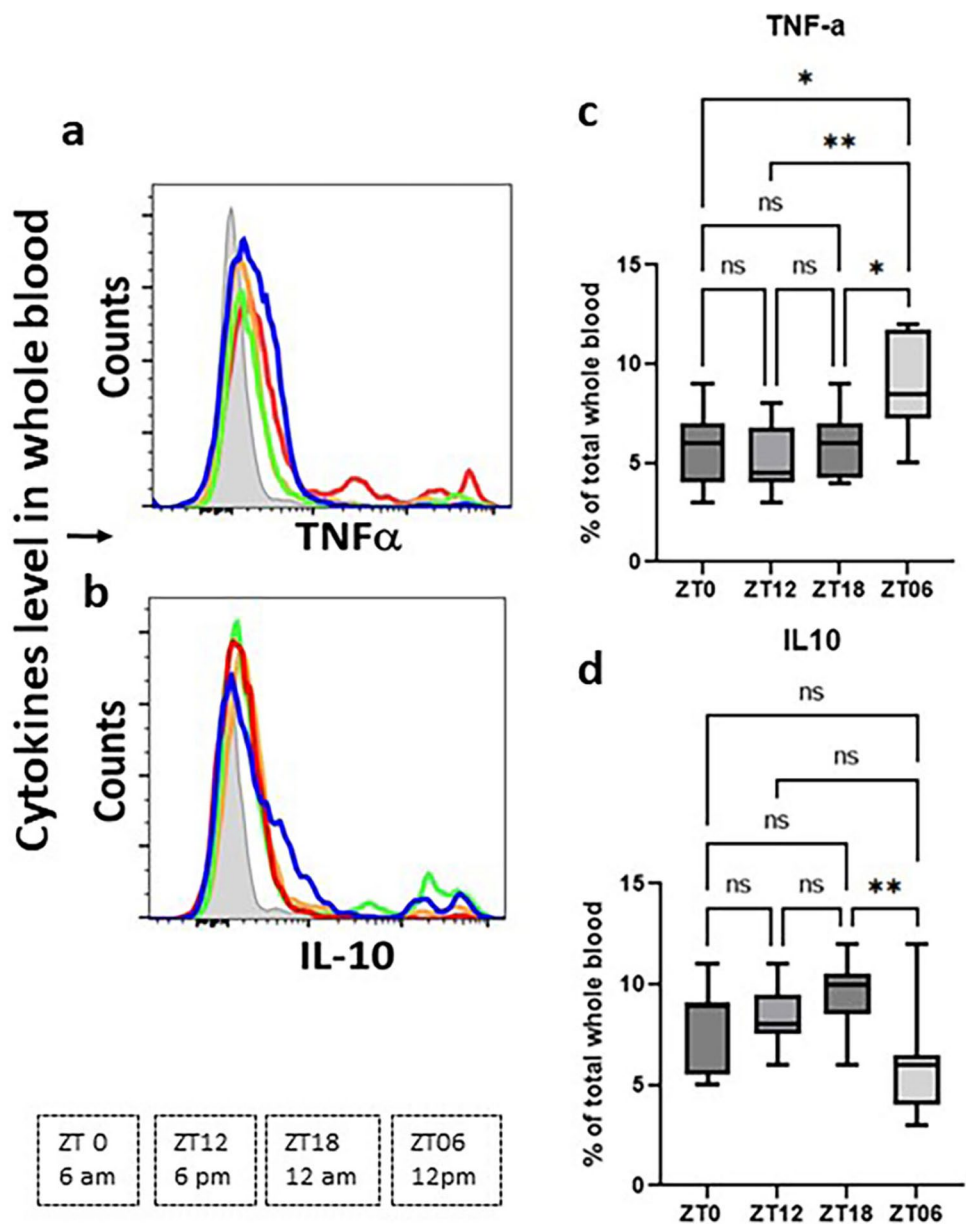 Cytokines level in whole blood
a
Counts
TNFα
b
Counts
IL-10
ZT 0
6 am
ZT12
6 pm
ZT18
12 am
ZT06
12pm
TNF-a
c
*
**
ns
ns
ns
*
% of total whole blood
15
10
5
0
ZT0
ZT12
ZT18
ZT06
IL10
d
ns
ns
ns
ns
ns
**
% of total whole blood
15
10
5
0
ZT0
ZT12
ZT18
ZT06